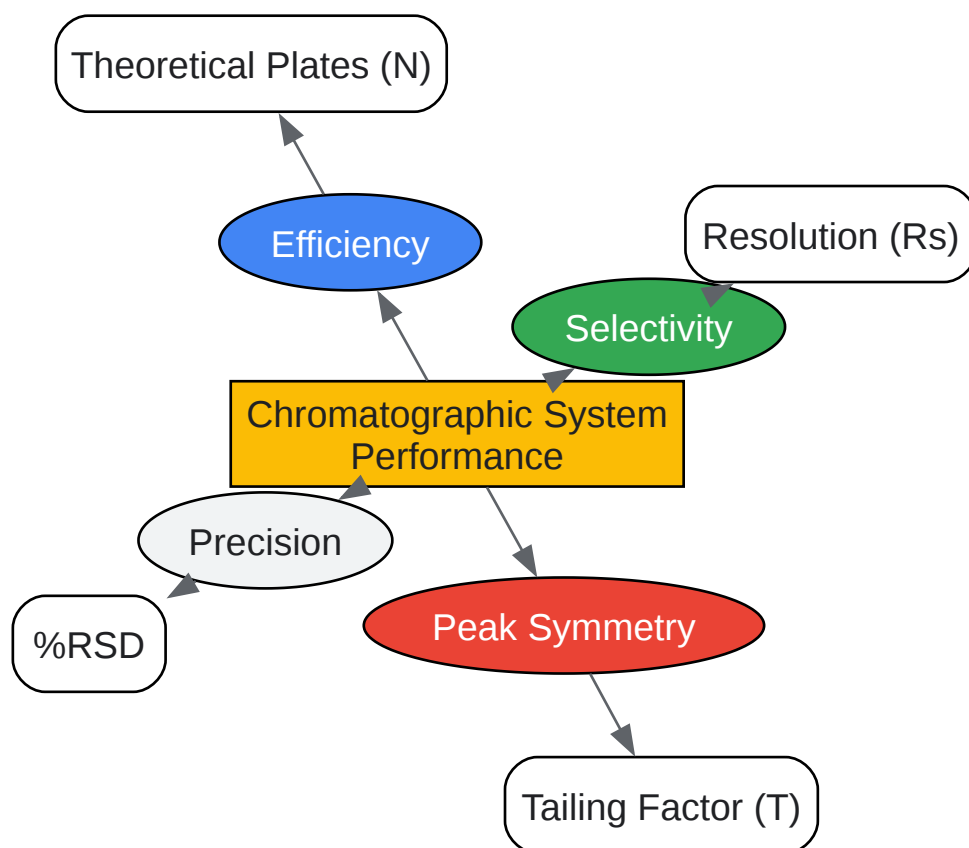 Theoretical Plates (N)
Resolution (Rs)
Efficiency
Selectivity
Chromatographic System
Performance
Precision
Peak Symmetry
%RSD
Tailing Factor (T)